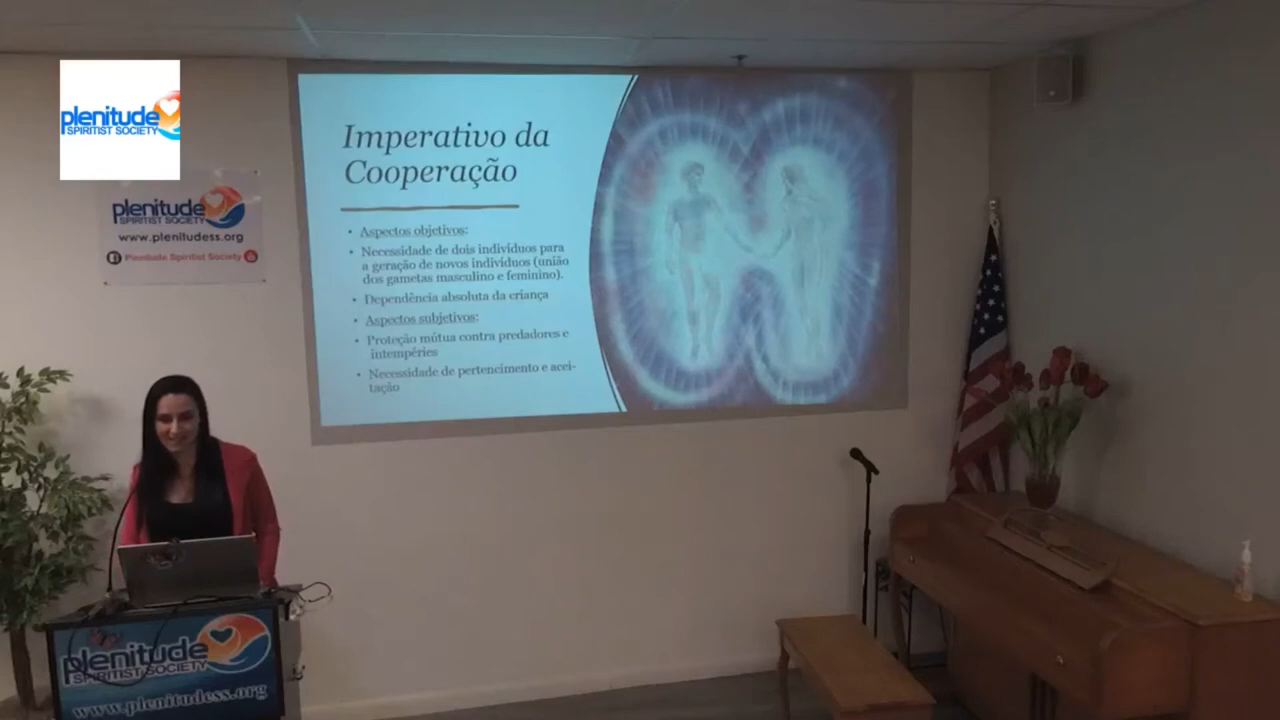 plenitude
SPIRITIST SOCIETY
plenitude
SPIRITIST SOCIETY
www.plenitudess.org
Plenitude Spiritist Society
Imperativo da
Cooperação
• Aspectos objetivos:
• Necessidade de dois indivíduos para
a geração de novos indivíduos (união
dos gametas masculino e feminino).
• Dependência absoluta da criança
• Aspectos subjetivos:
• Proteção mútua contra predadores e
intempéries
• Necessidade de pertencimento e acei-
tação
plenitude
SPIRITIST SOCIETY
www.plenitudess.org